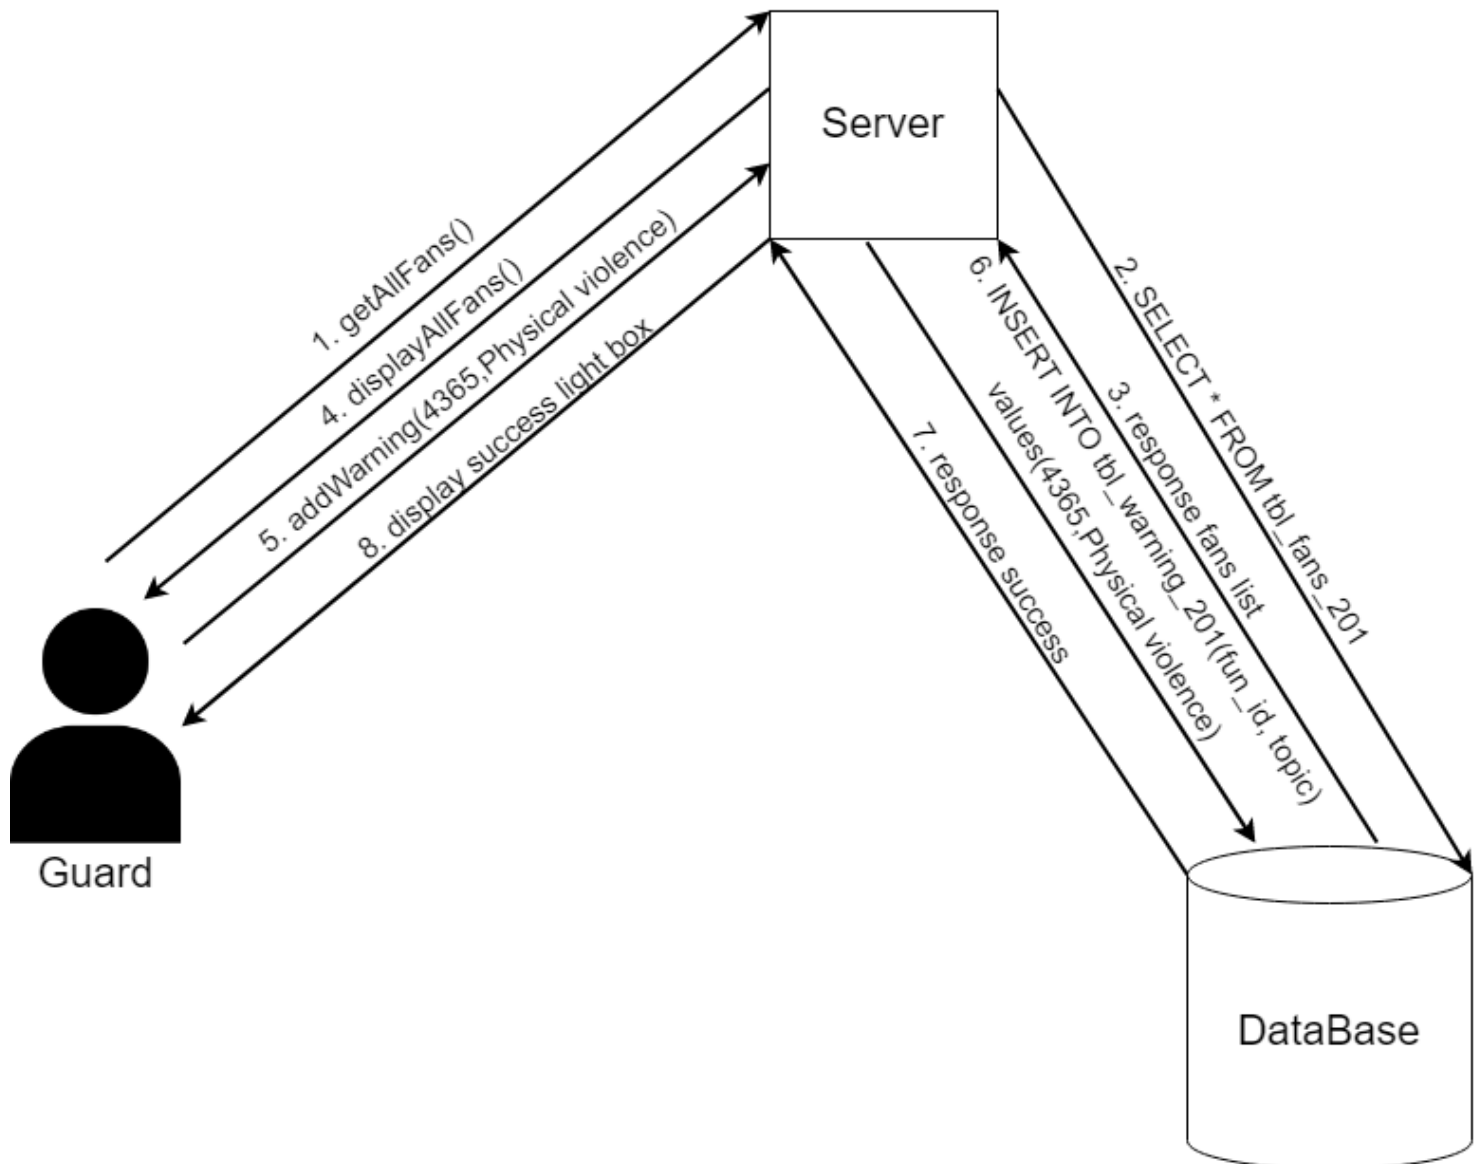 Server
1. getAllFans()
4. displayAllFans()
5. addWarning(4365,Physical violence)
8. display success light box
2. SELECT * FROM tbl_fans_201
3. response fans list
6. INSERT INTO tbl_warning_201(fun_id, topic)
values(4365,Physical violence)
7. response success
Guard
DataBase